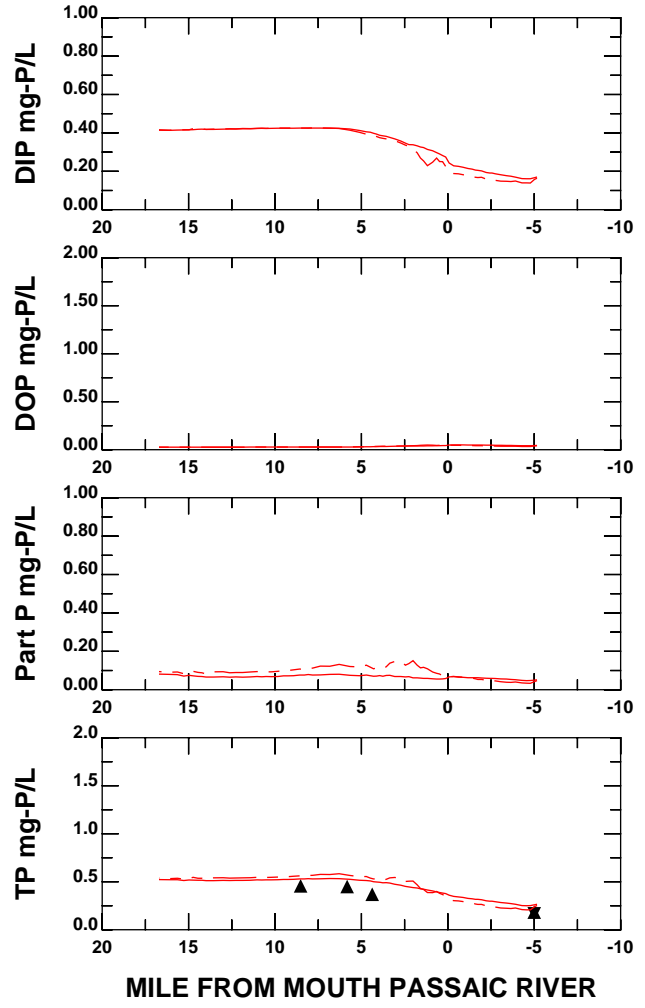 DIP mg-P/L
1.00
0.80
0.60
0.40
0.20
0.00
20 15 10 5 0 -5 -10
DOP mg-P/L
2.00
1.50
1.00
0.50
0.00
20 15 10 5 0 -5 -10
Part P mg-P/L
1.00
0.80
0.60
0.40
0.20
0.00
20 15 10 5 0 -5 -10
TP mg-P/L
2.0
1.5
1.0
0.5
0.0
20 15 10 5 0 -5 -10
MILE FROM MOUTH PASSAIC RIVER